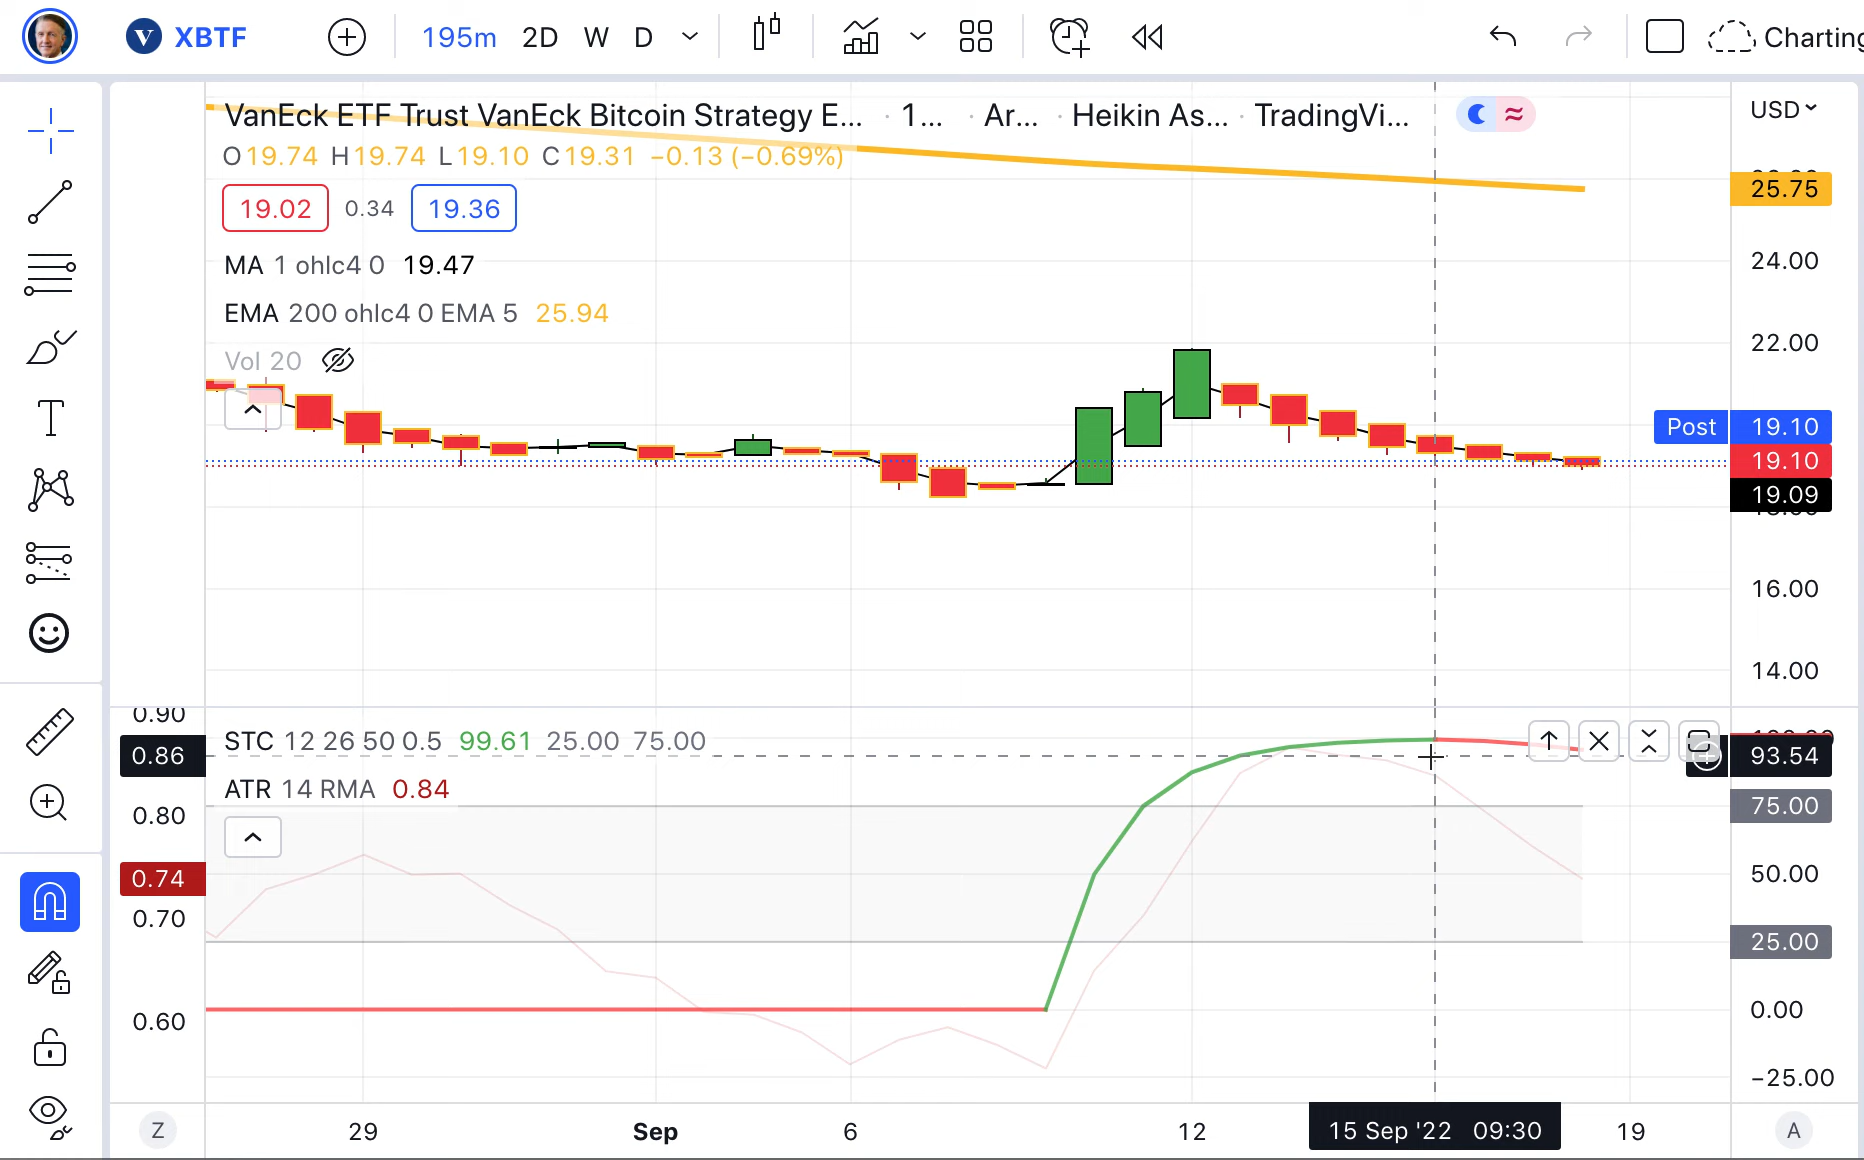 V XBTF 195m 2D W D Charting
VanEck ETF Trust VanEck Bitcoin Strategy E... · 1... · Ar... · Heikin As... · TradingVi...
USD
O19.74 H19.74 L19.10 C19.31 −0.13 (−0.69%)
25.75
19.02 0.34 19.36
MA 1 ohlc4 0 19.47
24.00
EMA 200 ohlc4 0 EMA 5 25.94
22.00
Vol 20
Post 19.10
19.10
19.09
16.00
14.00
0.90
STC 12 26 50 0.5 99.61 25.00 75.00
0.86
93.54
ATR 14 RMA 0.84
75.00
0.80
0.74
50.00
0.70
25.00
0.60
0.00
−25.00
Z 29 Sep 6 12 15 Sep '22 09:30 19 A